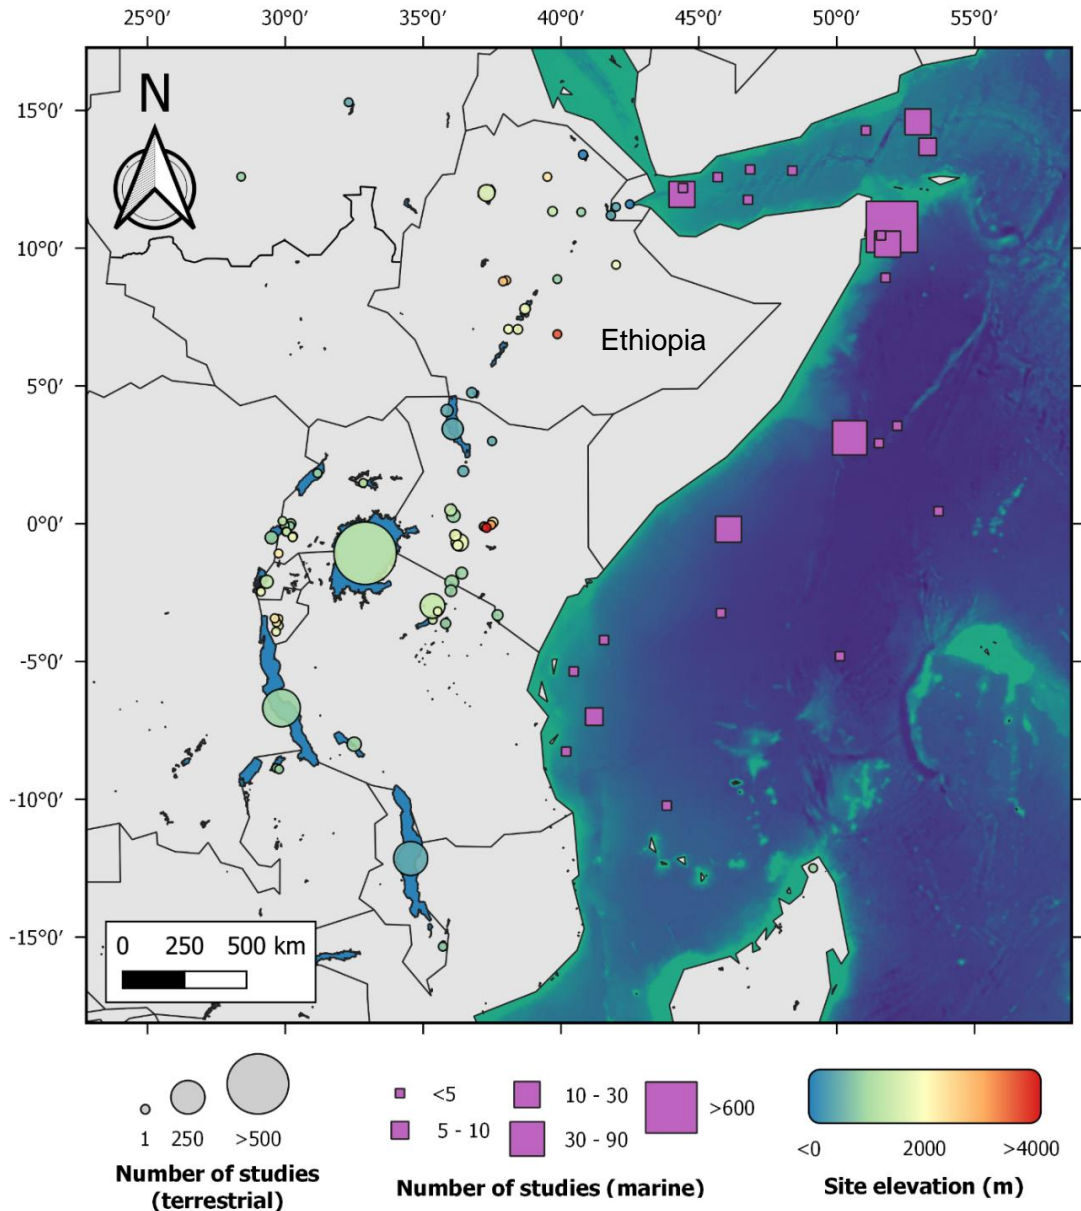 25°0′ 30°0′ 35°0′ 40°0′ 45°0′ 50°0′ 55°0′
N
15°0′
10°0′
Ethiopia
5°0′
0°0′
-5°0′
-10°0′
-15°0′
0 250 500 km
<5 10 - 30 >600
5 - 10 30 - 90
1 250 >500
<0 2000 >4000
Number of studies
(terrestrial)
Number of studies (marine)
Site elevation (m)